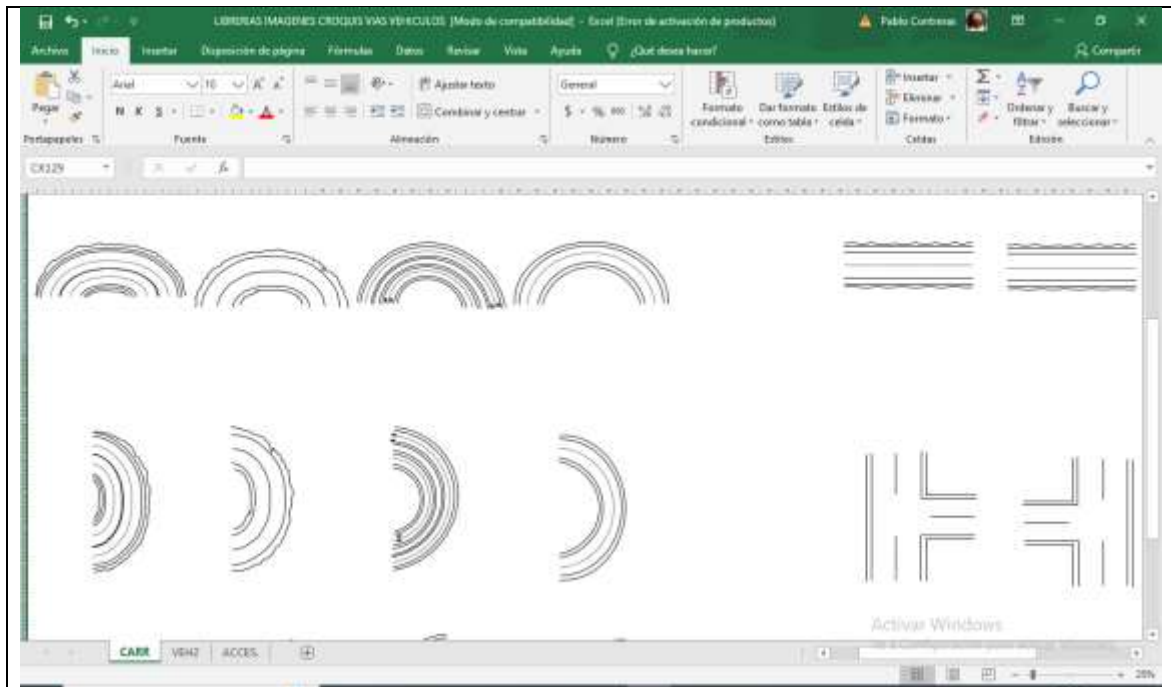 LIBRERIAS IMAGENES CROQUIS VIAS VEHICULOS [Modo de compatibilidad] - Excel (Error de activación de productos)
Pablo Contreras
Archivo Inicio Insertar Disposición de página Fórmulas Datos Revisar Vista Ayuda ¿Qué desea hacer? Compartir
Pegar
Arial 10
N K S
Ajustar texto
Combinar y centrar
General
$ % 000
Formato condicional
Dar formato como tabla
Estilos de celda
Insertar
Eliminar
Formato
Ordenar y filtrar
Buscar y seleccionar
Portapapeles Fuente Alineación Número Estilos Celdas Edición
CX129
fx
Activar Windows
CARR VEH2 ACCES.
20%